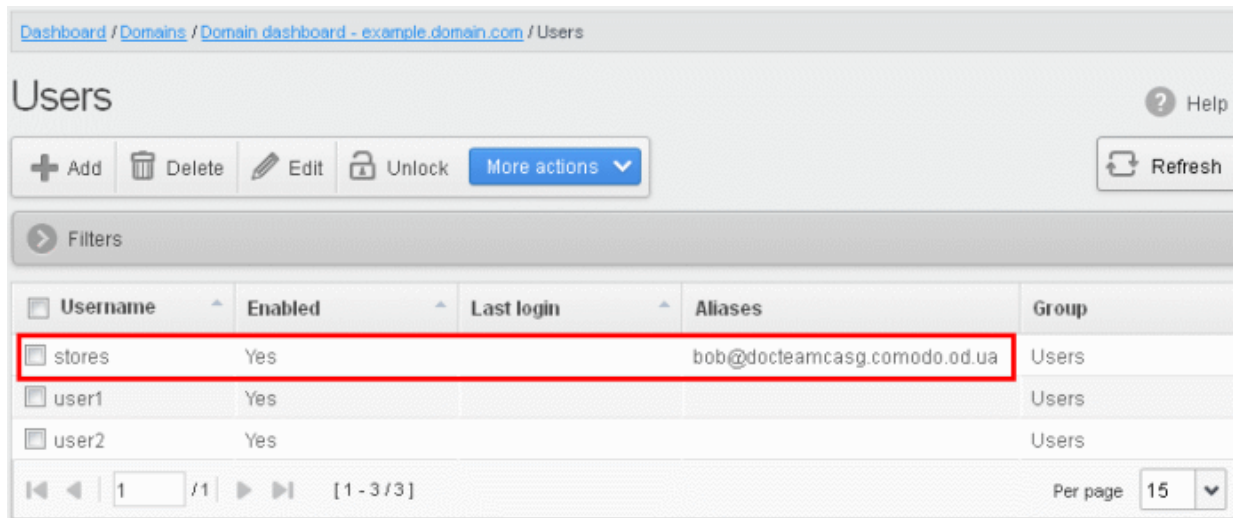 Dashboard / Domains / Domain dashboard - example.domain.com / Users
Users
Help
Add Delete Edit Unlock More actions
Refresh
Filters
Username Enabled Last login Aliases Group
stores Yes bob@docteamcasg.comodo.od.ua Users
user1 Yes Users
user2 Yes Users
1 /1 [1 - 3 / 3] Per page 15